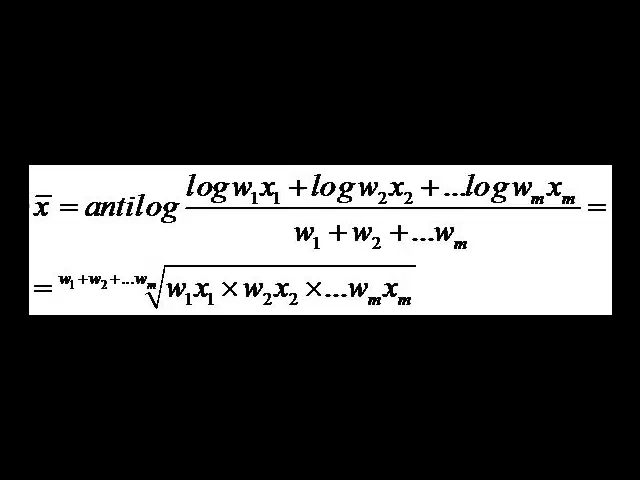 x̄ = antilog (log w₁x₁ + log w₂x₂ + ...log wₘxₘ) / (w₁ + w₂ + ...wₘ) =
= ʷ¹⁺ʷ²⁺···ʷᵐ√(w₁x₁ × w₂x₂ × ...wₘxₘ)